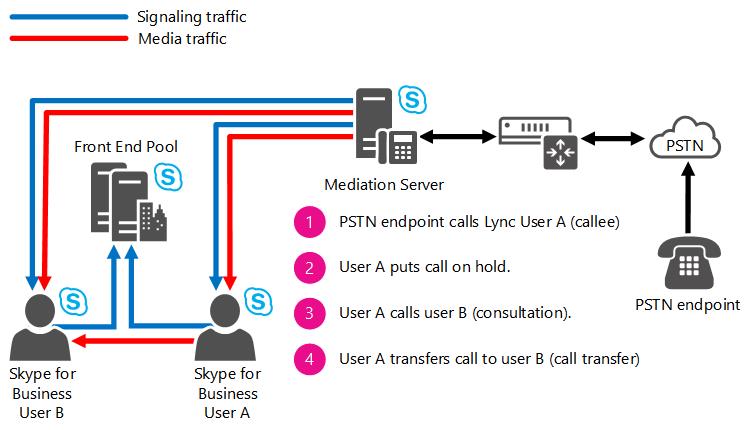 Signaling traffic
Media traffic
Front End Pool
Mediation Server
PSTN
1 PSTN endpoint calls Lync User A (callee)
2 User A puts call on hold.
3 User A calls user B (consultation).
4 User A transfers call to user B (call transfer)
PSTN endpoint
Skype for
Business
User B
Skype for
Business
User A